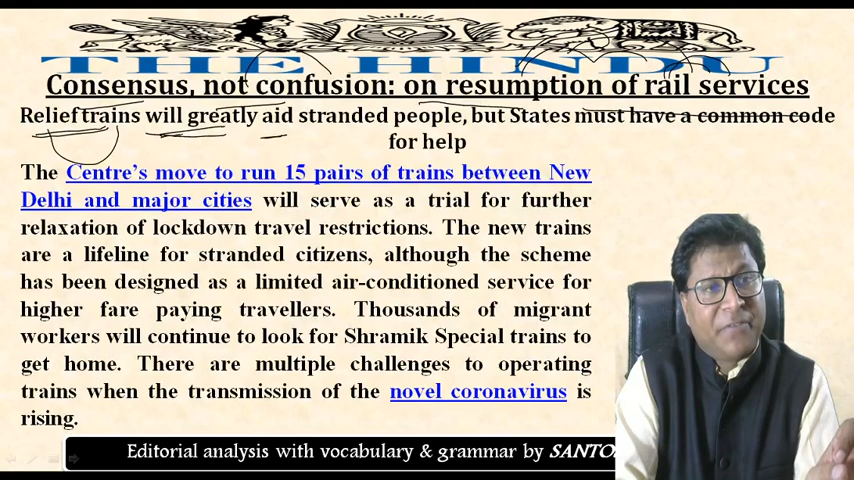 THE HINDU
Consensus, not confusion: on resumption of rail services
Relief trains will greatly aid stranded people, but States must have a common code
for help
The Centre's move to run 15 pairs of trains between New
Delhi and major cities will serve as a trial for further
relaxation of lockdown travel restrictions. The new trains
are a lifeline for stranded citizens, although the scheme
has been designed as a limited air-conditioned service for
higher fare paying travellers. Thousands of migrant
workers will continue to look for Shramik Special trains to
get home. There are multiple challenges to operating
trains when the transmission of the novel coronavirus is
rising.
Editorial analysis with vocabulary & grammar by